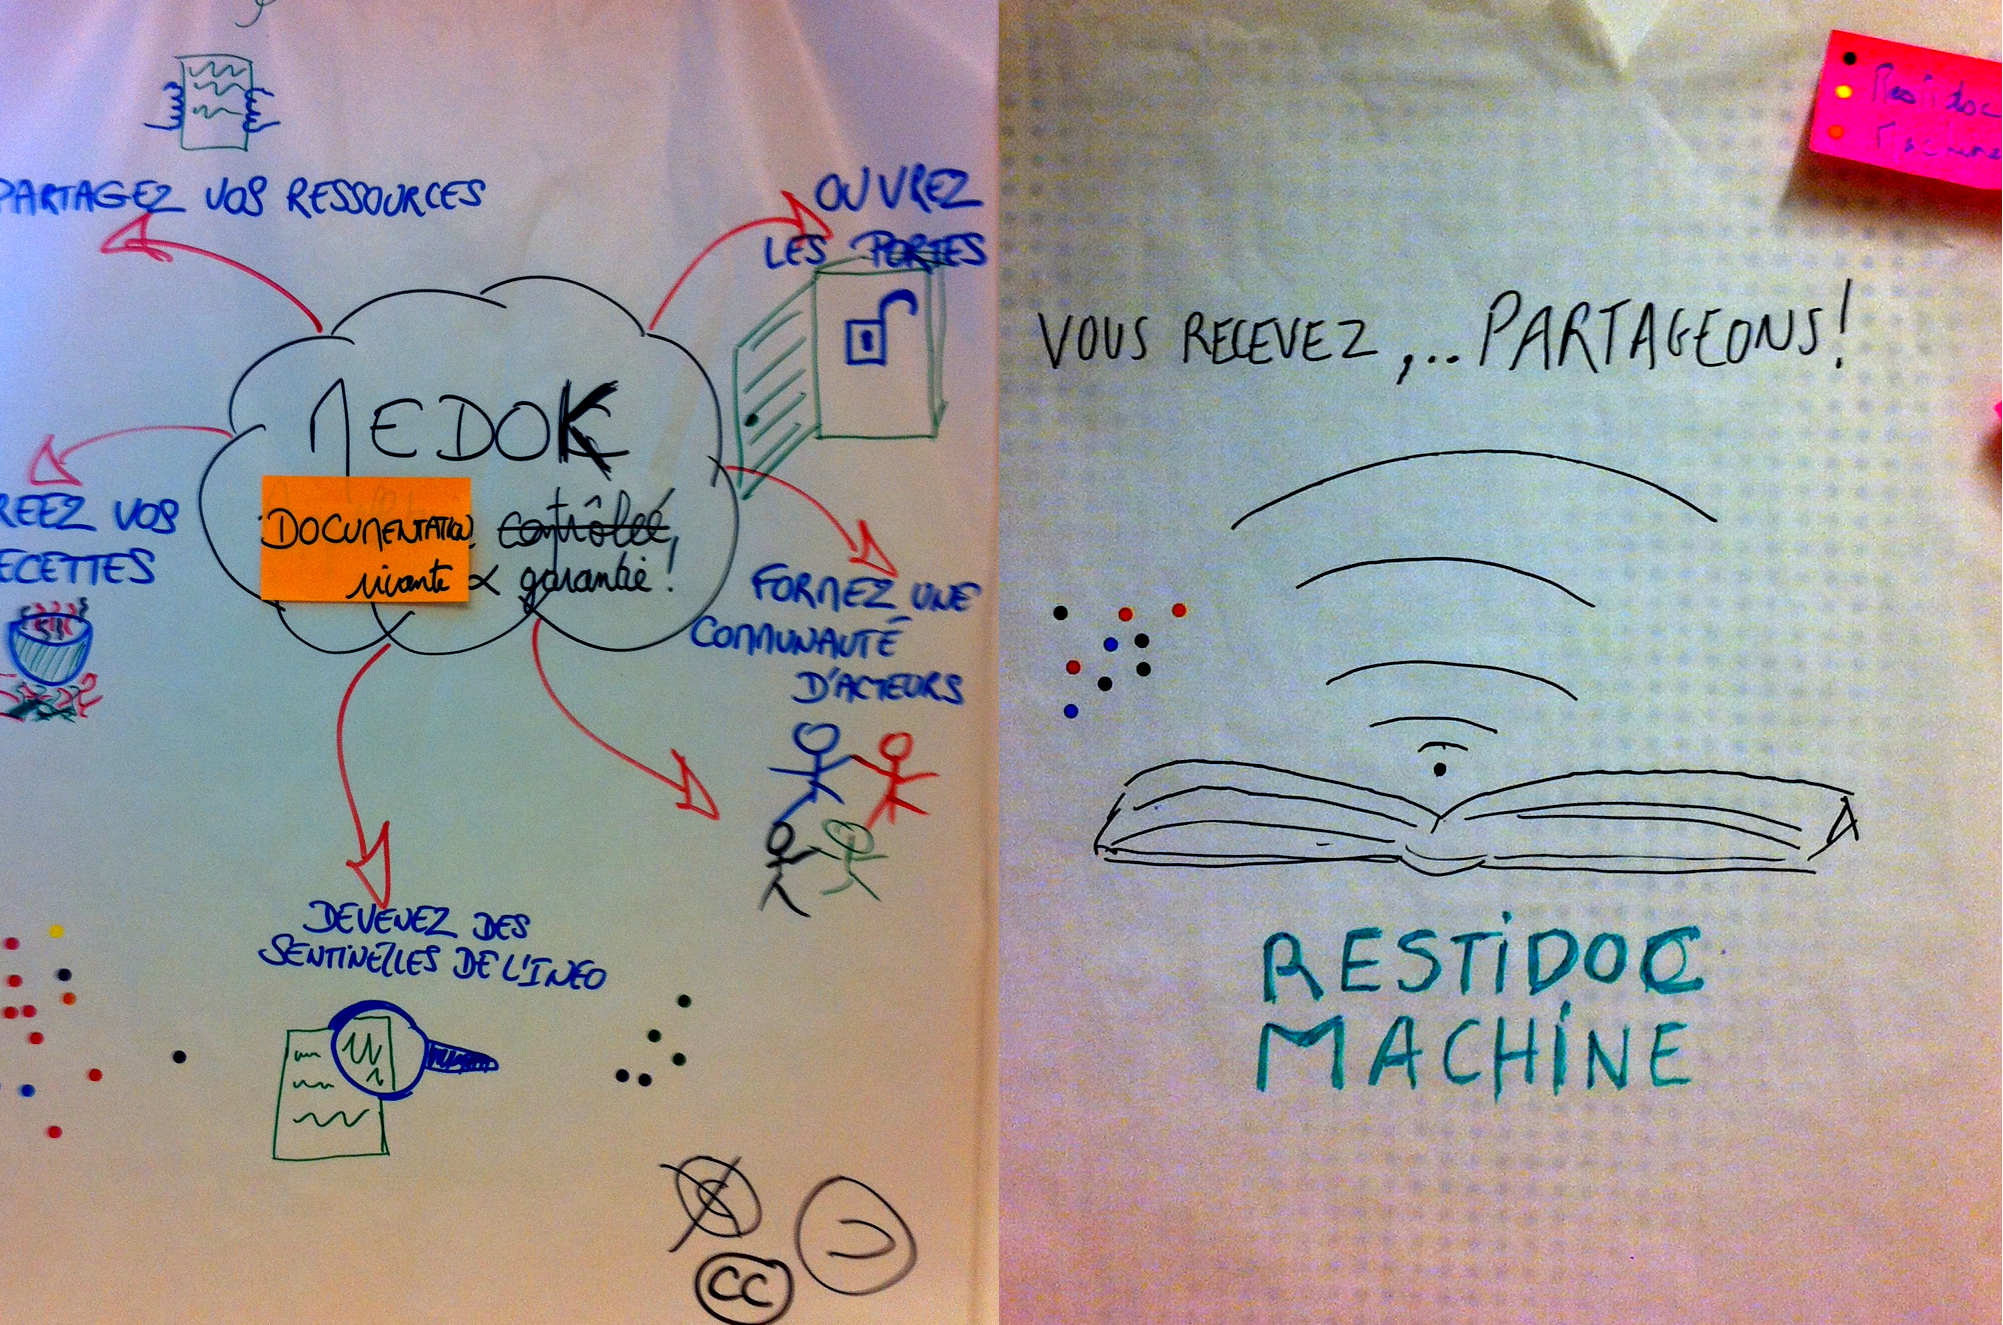 PARTAGEZ VOS RESSOURCES
OUVREZ
LES PORTES
MEDOK
DOCUMENTATION contrôlée,
vivante & garantie !
REEZ VOS
ECETTES
FORMEZ UNE
COMMUNAUTÉ
D'ACTEURS
DEVENEZ DES
SENTINELLES DE L'INFO
C
CC
Restidoc
Machine
VOUS RECEVEZ,... PARTAGEONS!
RESTIDOC
MACHINE